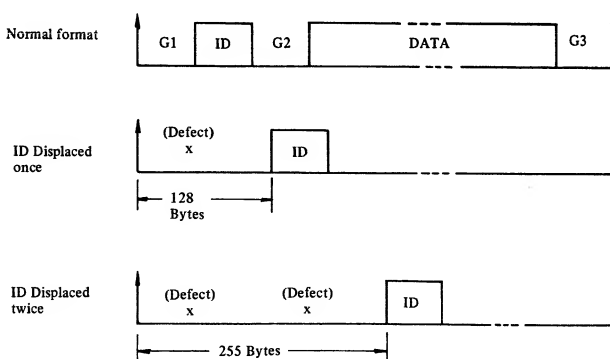 Normal format
G1
ID
G2
DATA
G3
ID Displaced
once
(Defect)
x
ID
128
Bytes
ID Displaced
twice
(Defect)
x
(Defect)
x
ID
255 Bytes